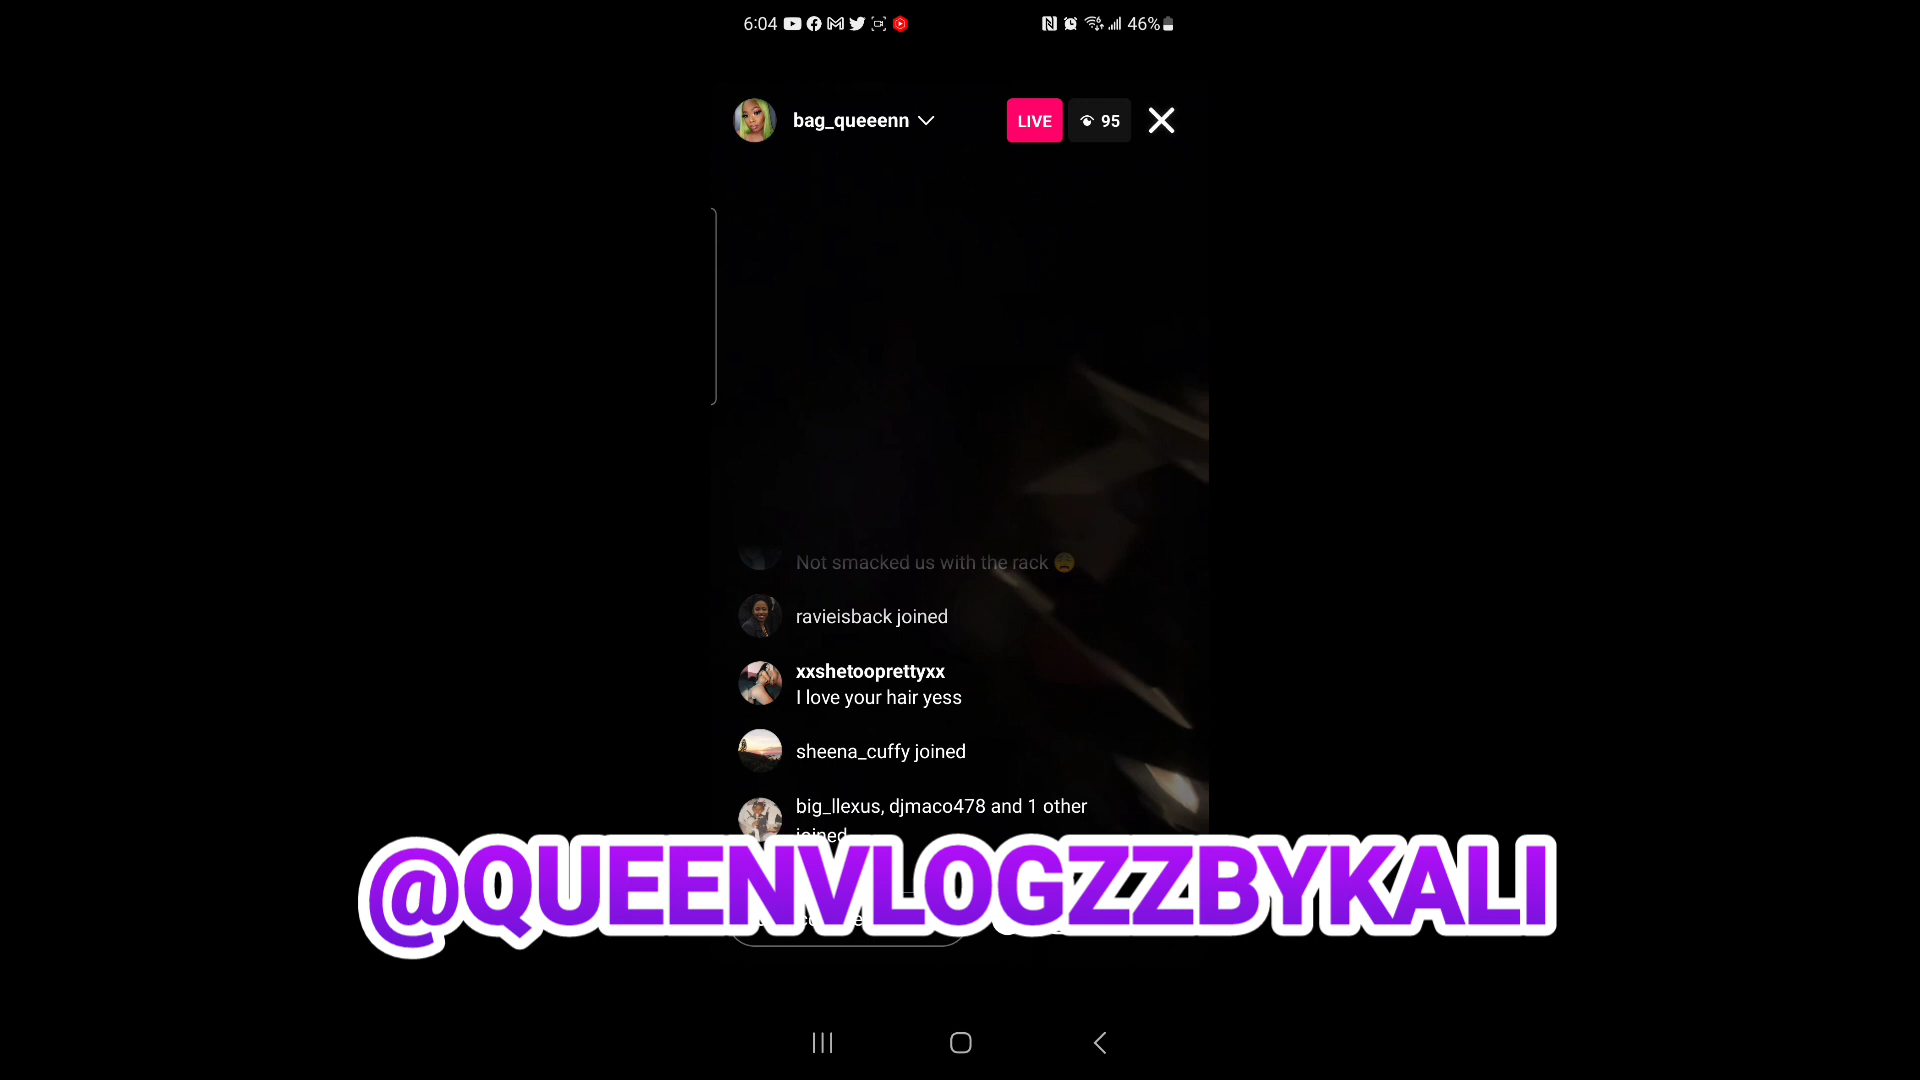 6:04
46%
bag_queeenn
LIVE
95
Not smacked us with the rack
ravieisback joined
xxshetooprettyxx
I love your hair yess
sheena_cuffy joined
big_llexus, djmaco478 and 1 other
joined
@QUEENVLOGZZBYKALI